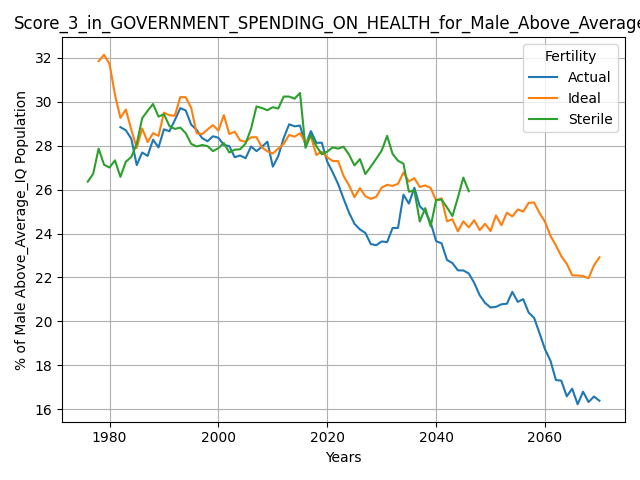 Score_3_in_GOVERNMENT_SPENDING_ON_HEALTH_for_Male_Above_Average
Fertility
Actual
Ideal
Sterile
% of Male Above_Average_IQ Population
32
30
28
26
24
22
20
18
16
1980
2000
2020
2040
2060
Years